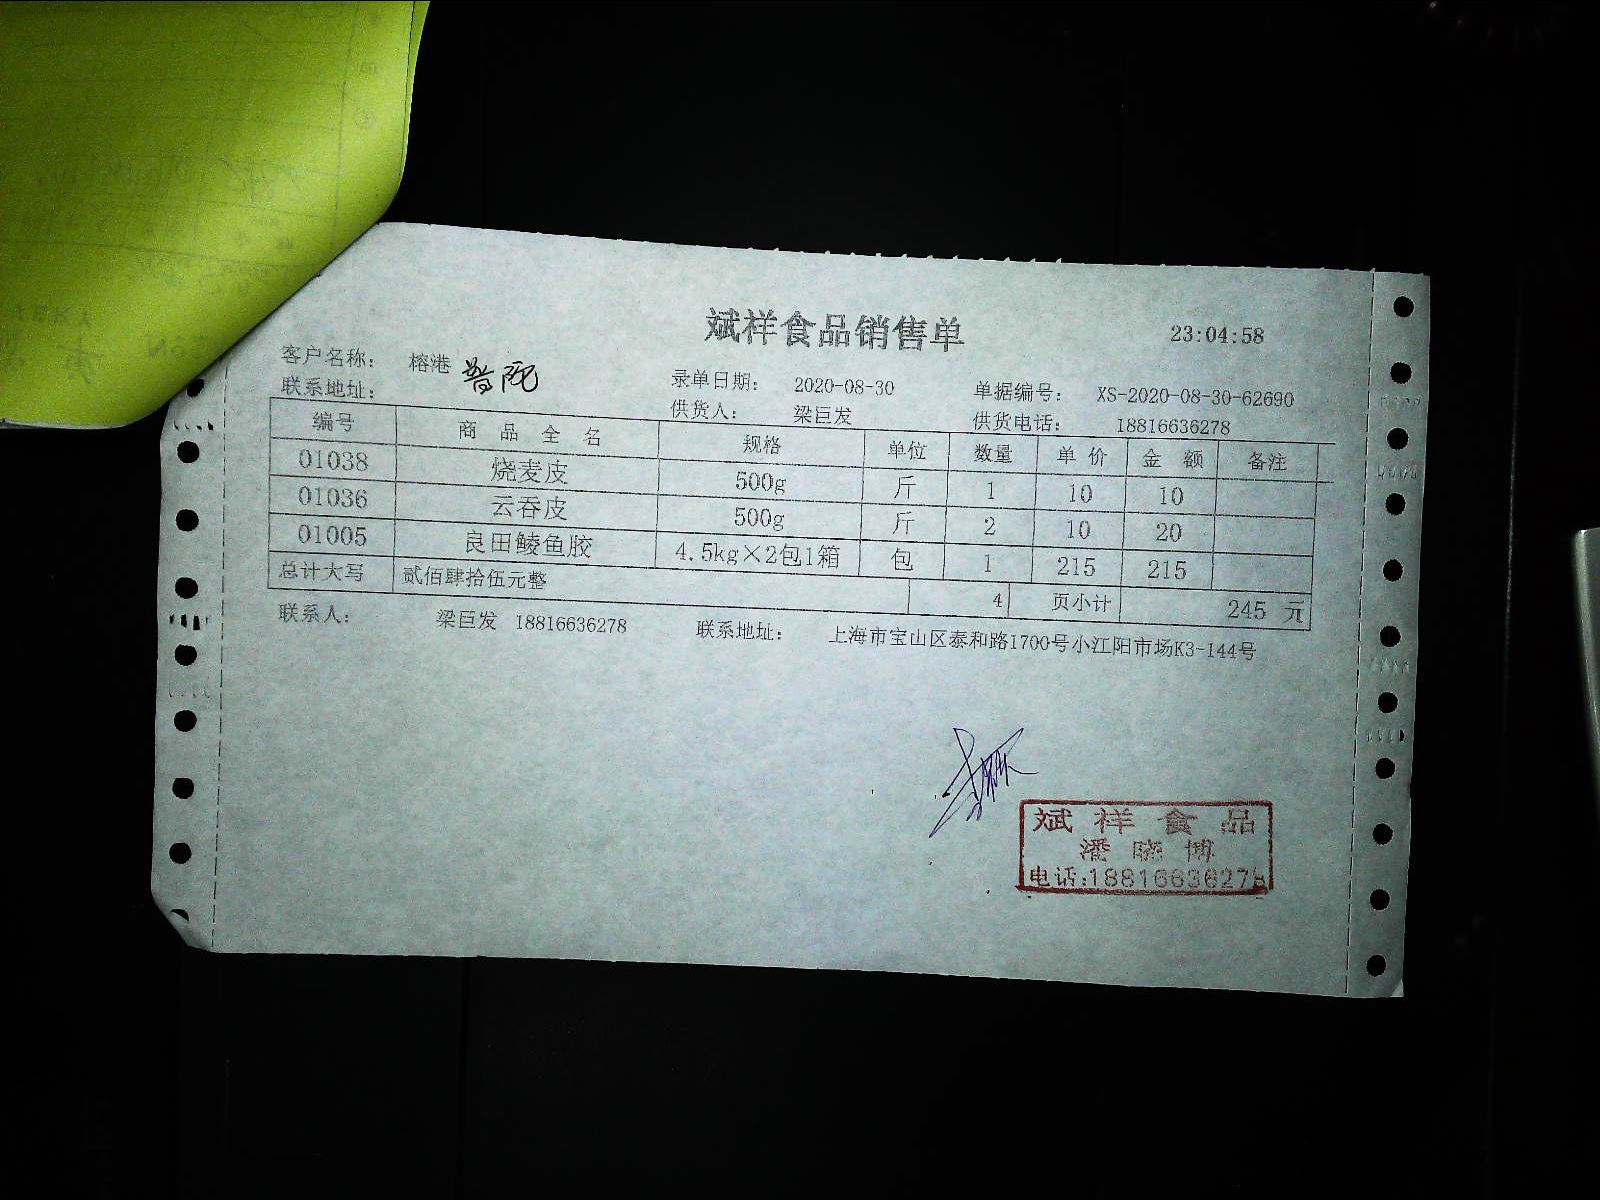 斌祥食品销售单 23:04:58
客户名称： 榕港 普陀 录单日期： 2020-08-30 单据编号： XS-2020-08-30-62690
联系地址： 供货人： 梁巨发 供货电话： 18816636278
编号 商品全名 规格 单位 数量 单价 金额 备注
01038 烧麦皮 500g 斤 1 10 10
01036 云吞皮 500g 斤 2 10 20
01005 良田鲮鱼胶 4.5kg×2包1箱 包 1 215 215
总计大写 贰佰肆拾伍元整 4 页小计 245 元
联系人： 梁巨发 18816636278 联系地址： 上海市宝山区泰和路1700号小江阳市场K3-144号
斌祥食品
潘晓博
电话:18816636278